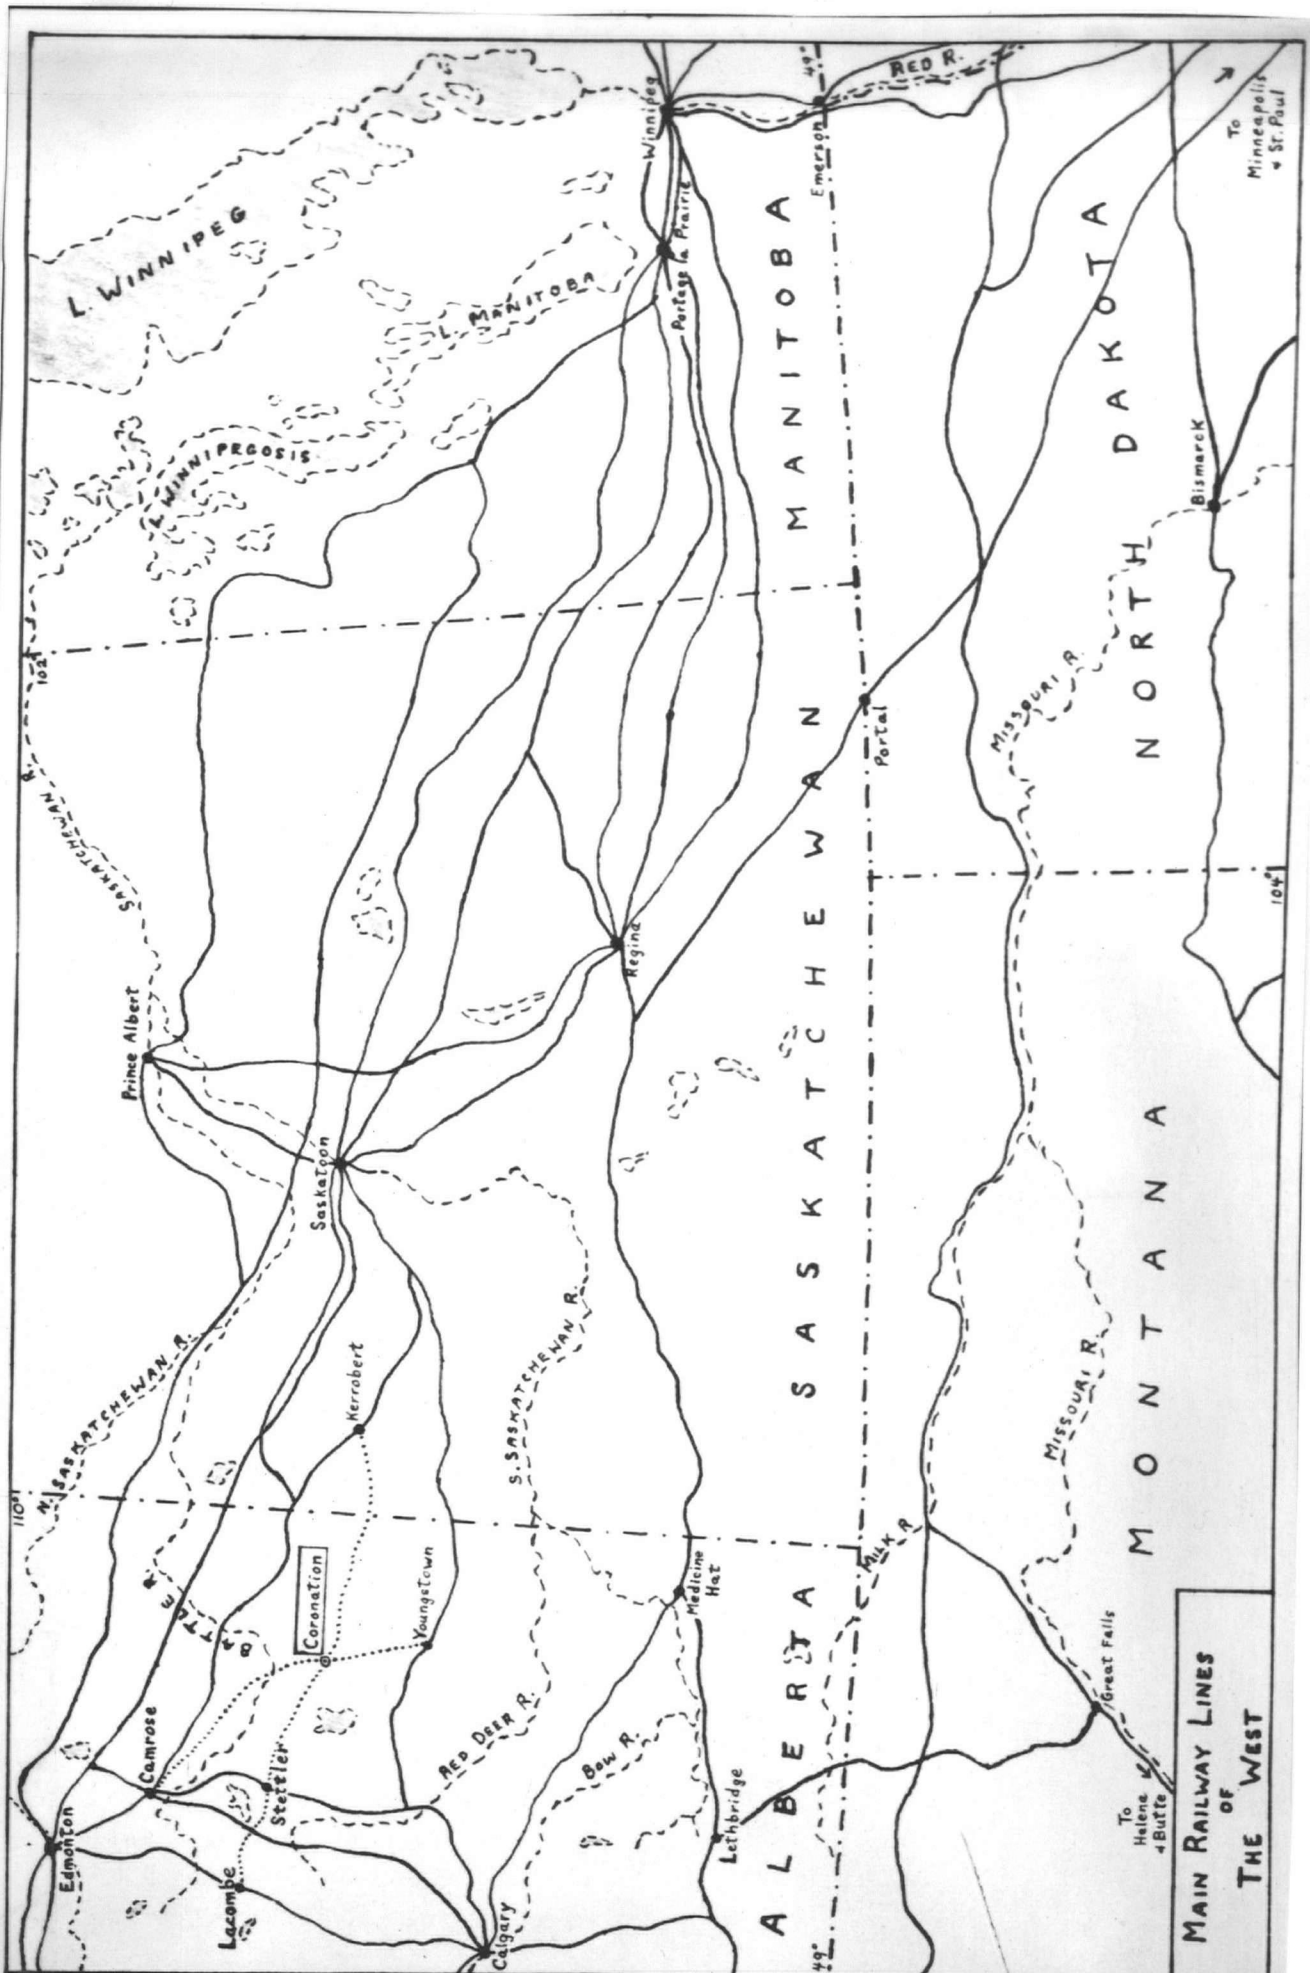 MAIN RAILWAY LINES
OF
THE WEST
110°
102°
104°
49°
49°
N. SASKATCHEWAN R.
SASKATCHEWAN R.
S. SASKATCHEWAN R.
BATTLE R.
RED DEER R.
BOW R.
MILK R.
MISSOURI R.
MISSOURI R.
RED R.
L. WINNIPEG
L. WINNIPEGOSIS
L. MANITOBA
Edmonton
Camrose
Lacombe
Stettler
Calgary
Coronation
Youngstown
Kerrobert
Medicine
Hat
Lethbridge
Prince Albert
Saskatoon
Regina
Portal
Portage la Prairie
Winnipeg
Emerson
Bismarck
Great Falls
To
Helena
& Butte
To
Minneapolis
& St. Paul
ALBERTA
SASKATCHEWAN
MANITOBA
MONTANA
NORTH DAKOTA